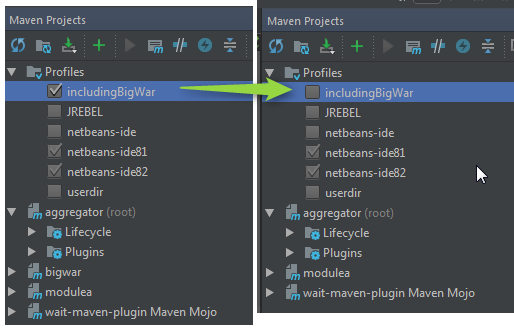 Maven Projects
Profiles
includingBigWar
JREBEL
netbeans-ide
netbeans-ide81
netbeans-ide82
userdir
aggregator (root)
Lifecycle
Plugins
bigwar
modulea
wait-maven-plugin Maven Mojo
Maven Projects
Profiles
includingBigWar
JREBEL
netbeans-ide
netbeans-ide81
netbeans-ide82
userdir
aggregator (root)
Lifecycle
Plugins
modulea
wait-maven-plugin Maven Mojo